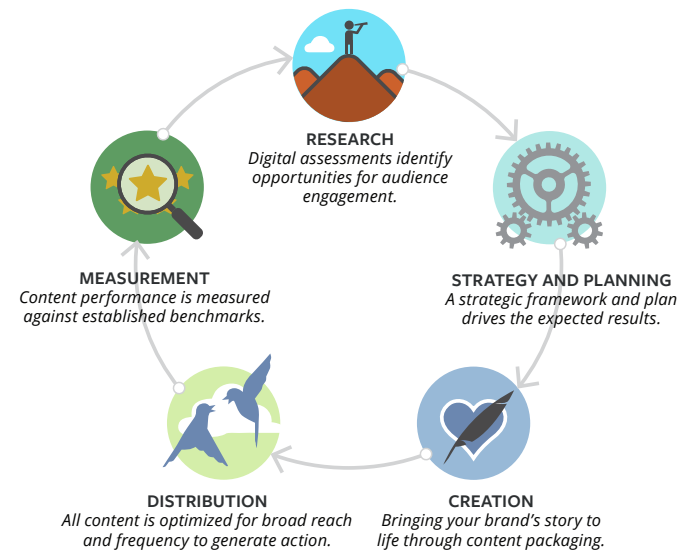 RESEARCH
Digital assessments identify
opportunities for audience
engagement.
STRATEGY AND PLANNING
A strategic framework and plan
drives the expected results.
CREATION
Bringing your brand’s story to
life through content packaging.
DISTRIBUTION
All content is optimized for broad reach
and frequency to generate action.
MEASUREMENT
Content performance is measured
against established benchmarks.